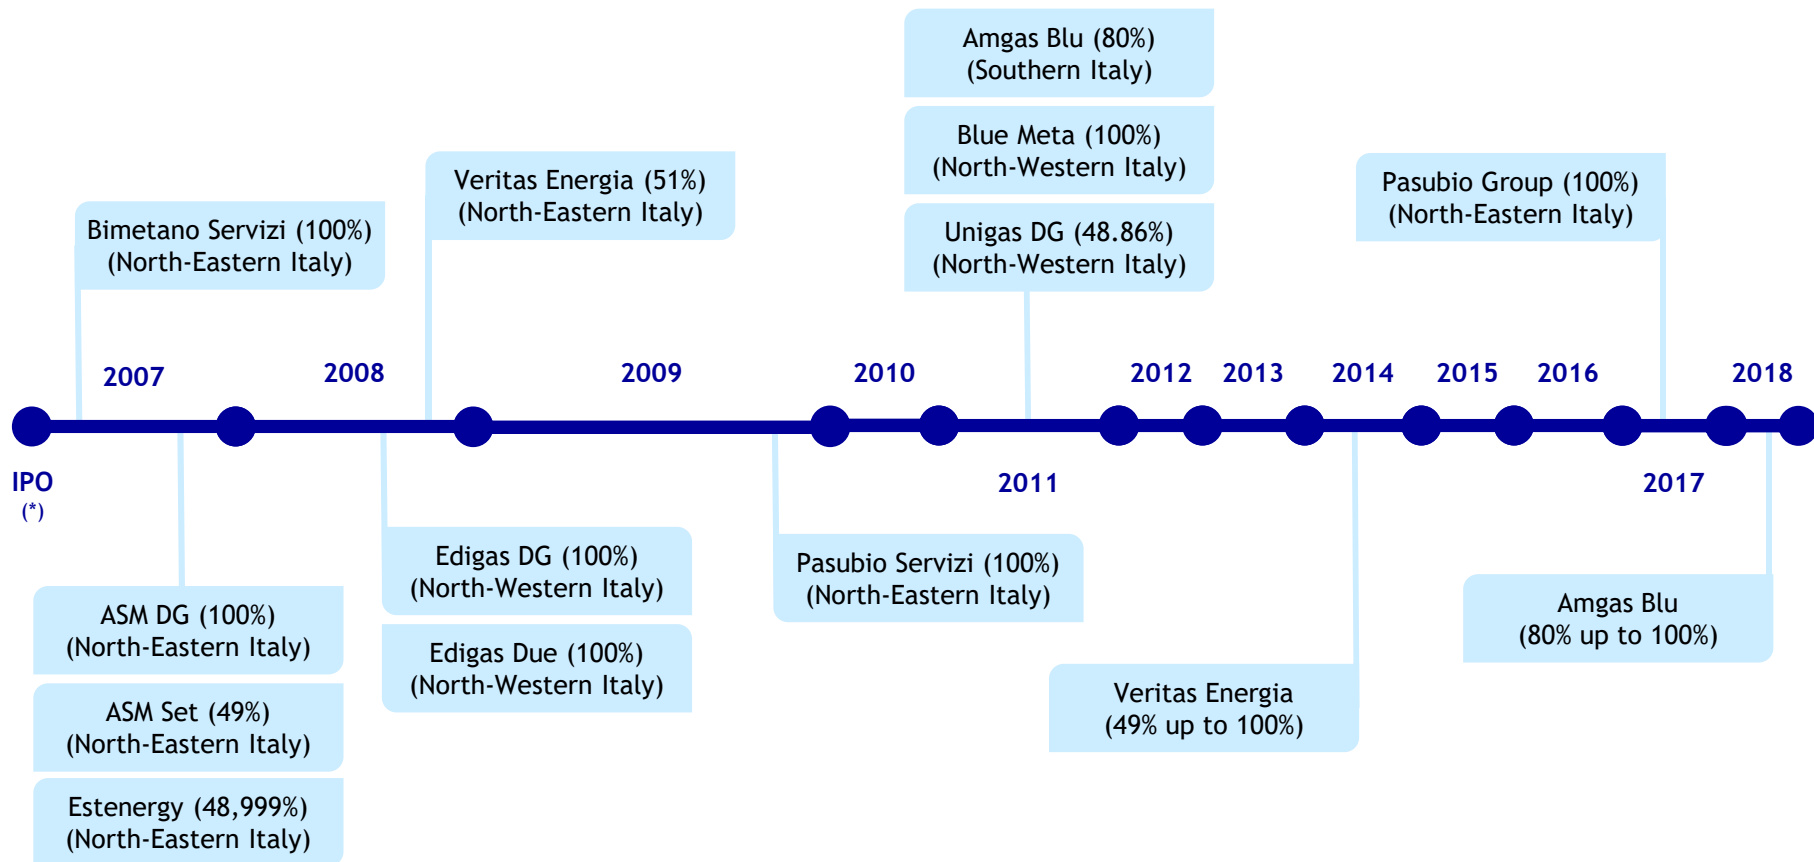 Amgas Blu (80%)
(Southern Italy)
Blue Meta (100%)
(North-Western Italy)
Unigas DG (48.86%)
(North-Western Italy)
Veritas Energia (51%)
(North-Eastern Italy)
Pasubio Group (100%)
(North-Eastern Italy)
Bimetano Servizi (100%)
(North-Eastern Italy)
2007
2008
2009
2010
2012
2013
2014
2015
2016
2018
IPO
(*)
2011
2017
ASM DG (100%)
(North-Eastern Italy)
ASM Set (49%)
(North-Eastern Italy)
Estenergy (48,999%)
(North-Eastern Italy)
Edigas DG (100%)
(North-Western Italy)
Edigas Due (100%)
(North-Western Italy)
Pasubio Servizi (100%)
(North-Eastern Italy)
Veritas Energia
(49% up to 100%)
Amgas Blu
(80% up to 100%)